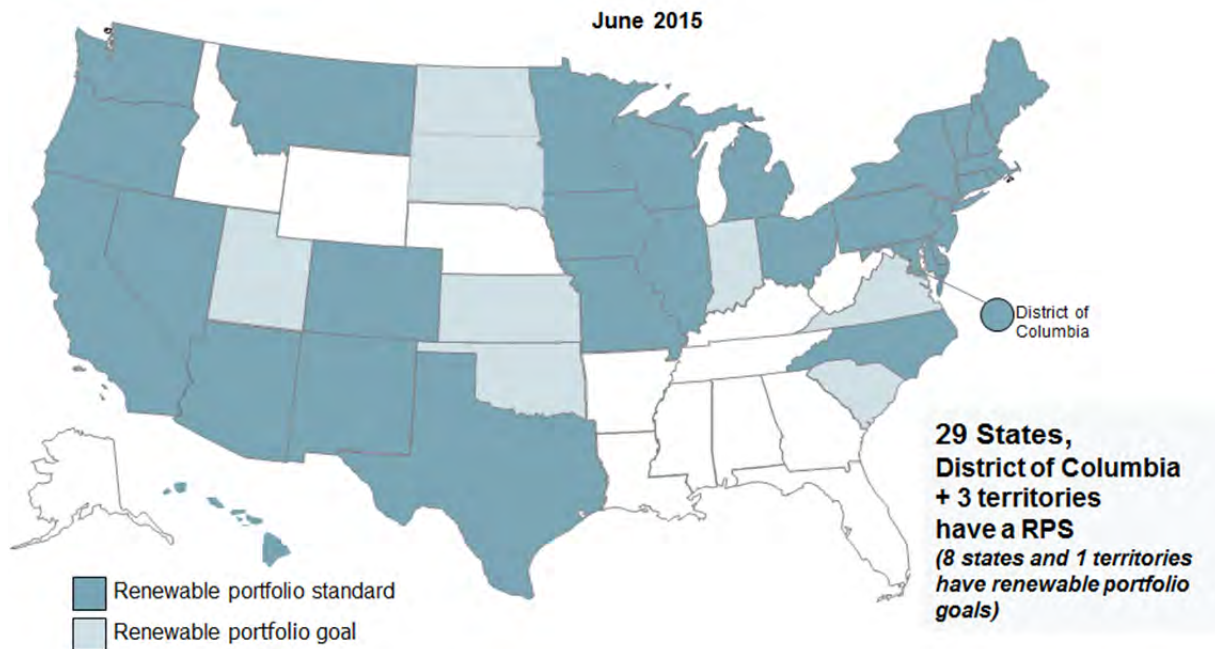 June 2015
District of
Columbia
29 States,
District of Columbia
+ 3 territories
have a RPS
(8 states and 1 territories
have renewable portfolio
goals)
Renewable portfolio standard
Renewable portfolio goal